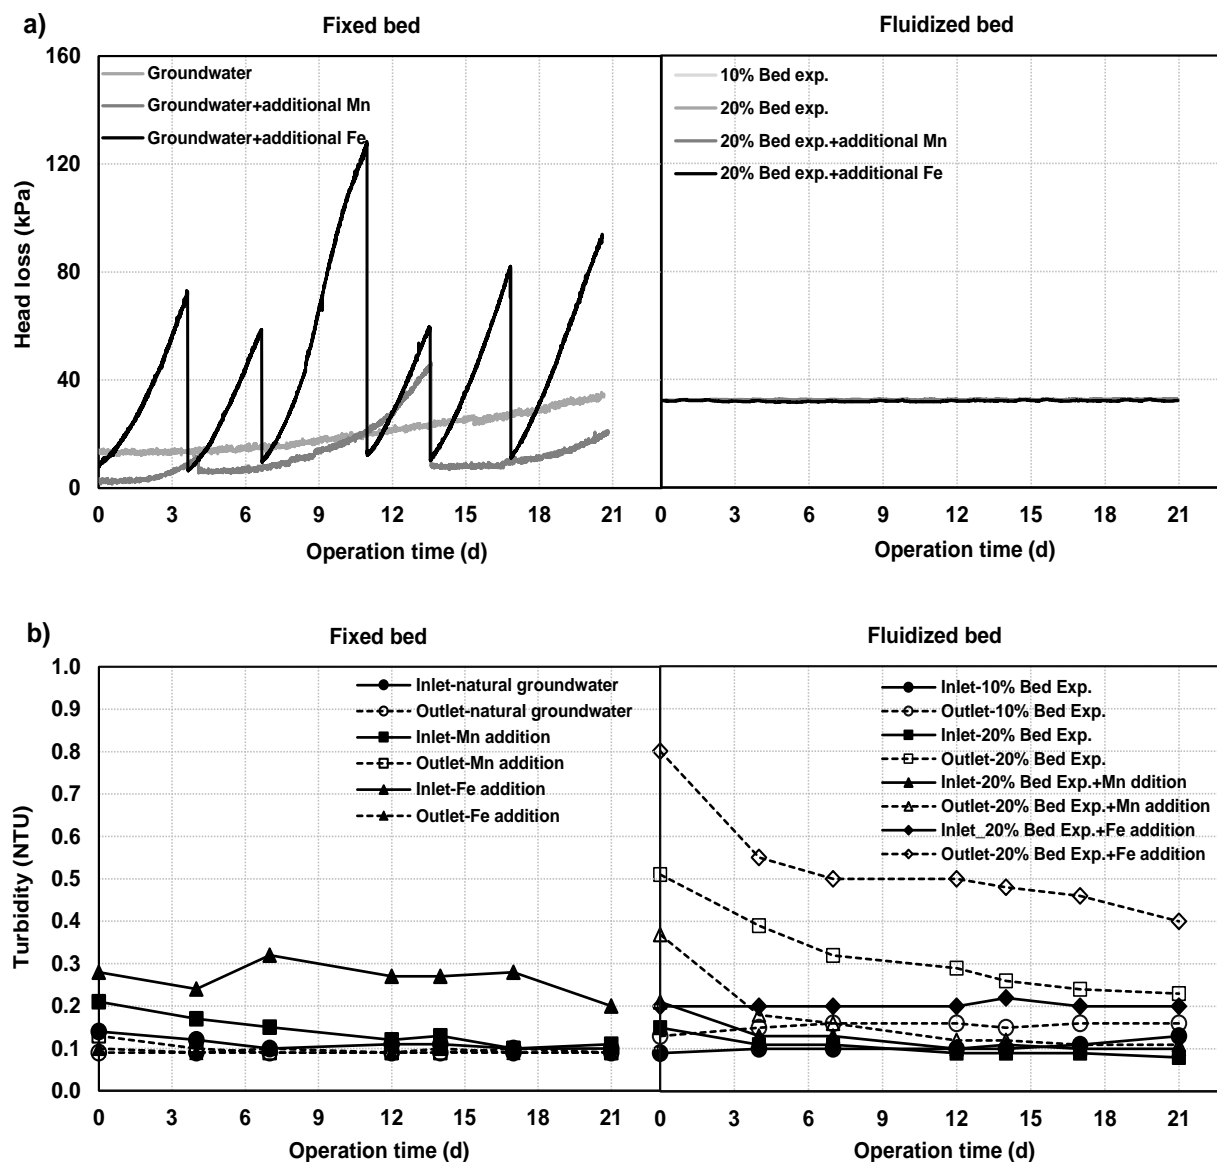 a)
Fixed bed
Fluidized bed
160
120
80
40
0
Head loss (kPa)
Groundwater
Groundwater+additional Mn
Groundwater+additional Fe
10% Bed exp.
20% Bed exp.
20% Bed exp.+additional Mn
20% Bed exp.+additional Fe
0 3 6 9 12 15 18 21
0 3 6 9 12 15 18 21
Operation time (d)
Operation time (d)
b)
Fixed bed
Fluidized bed
1.0
0.9
0.8
0.7
0.6
0.5
0.4
0.3
0.2
0.1
0.0
Turbidity (NTU)
Inlet-natural groundwater
Outlet-natural groundwater
Inlet-Mn addition
Outlet-Mn addition
Inlet-Fe addition
Outlet-Fe addition
Inlet-10% Bed Exp.
Outlet-10% Bed Exp.
Inlet-20% Bed Exp.
Outlet-20% Bed Exp.
Inlet-20% Bed Exp.+Mn ddition
Outlet-20% Bed Exp.+Mn addition
Inlet_20% Bed Exp.+Fe addition
Outlet-20% Bed Exp.+Fe addition
0 3 6 9 12 15 18 21
0 3 6 9 12 15 18 21
Operation time (d)
Operation time (d)